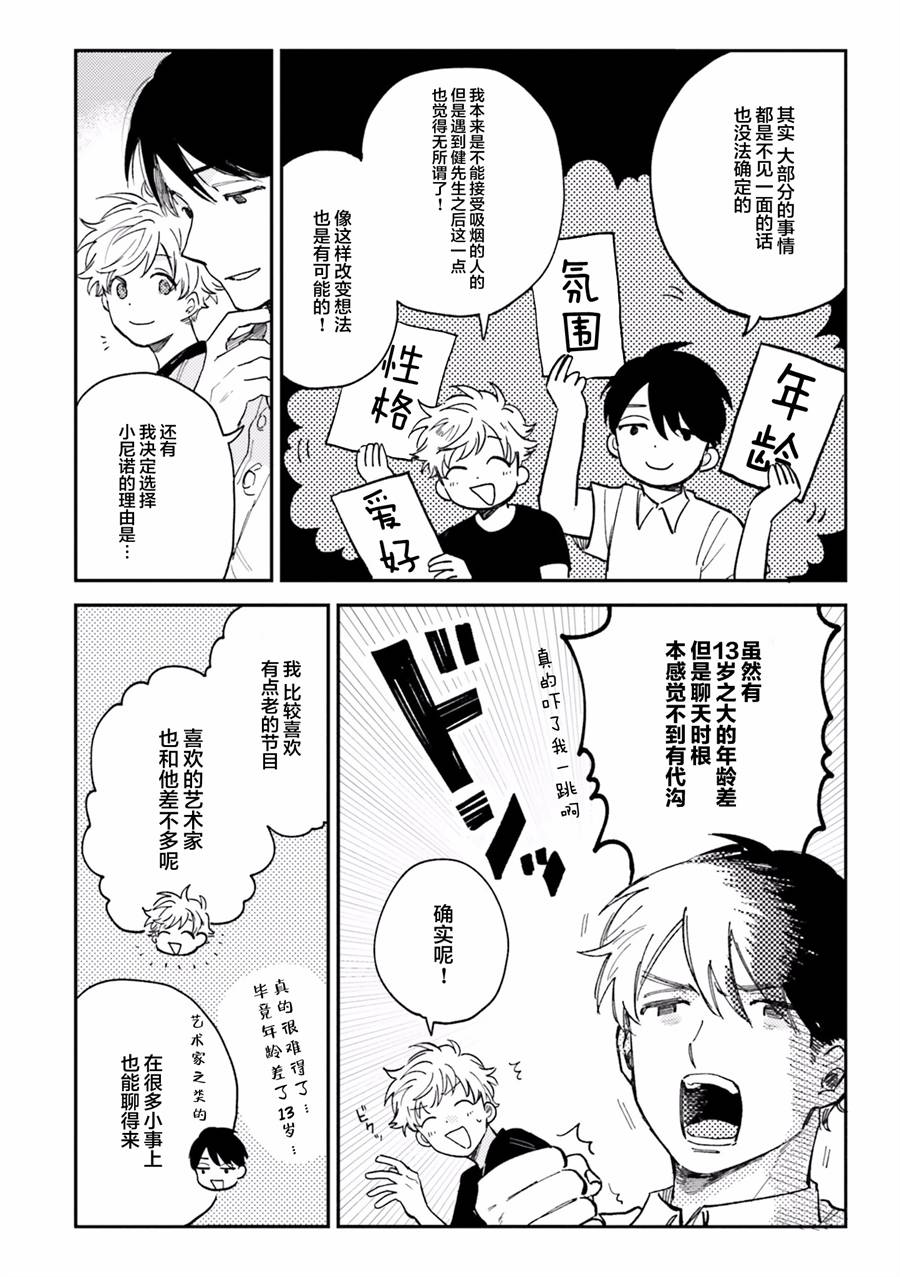 其实 大部分的事情
都是不见一面的话
也没法确定的
我本来是不能接受吸烟的人的
但是遇到健先生之后这一点
也觉得无所谓了！
像这样改变想法
也是有可能的！
年龄
氛围
性格
爱好
还有
我决定选择
小尼诺的理由是…
虽然有
13岁之大的年龄差
但是聊天时根
本感觉不到有代沟
真的吓了我一跳啊
ドドン
确实呢！
ビクッ
我 比较喜欢
有点老的节目
喜欢的艺术家
也和他差不多呢
真的很难得了…
毕竟年龄差了13岁…
艺术家之类的
在很多小事上
也能聊得来